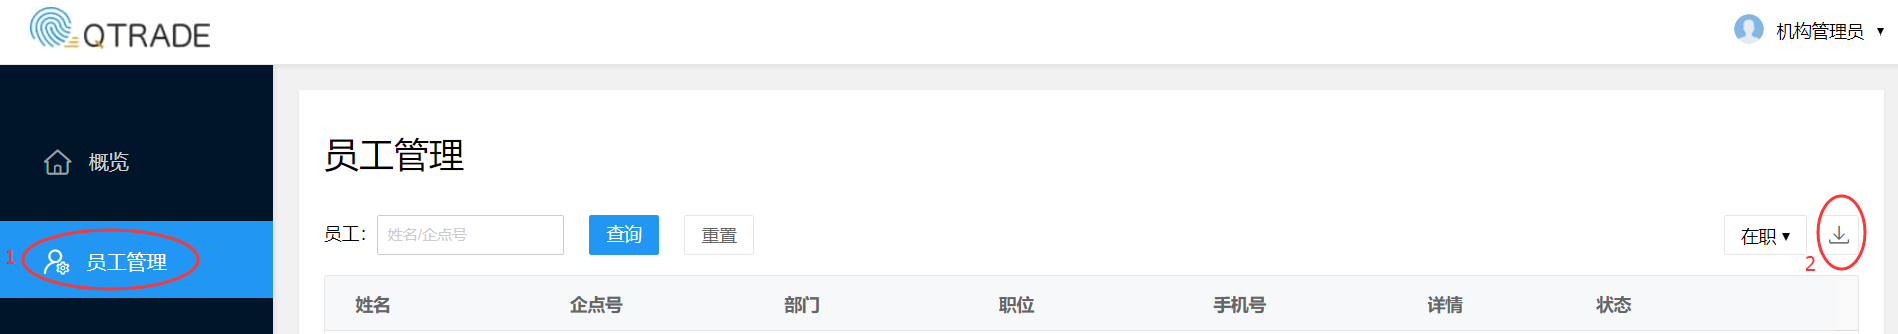 QTRADE
机构管理员 ▼
概览
员工管理
1
员工管理
员工： 姓名/企点号 查询 重置 在职 ▼
2
姓名 企点号 部门 职位 手机号 详情 状态